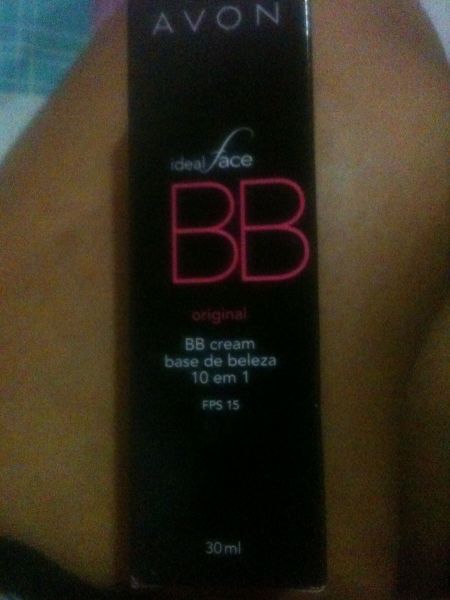 AVON
ideal face
BB
original
BB cream
base de beleza
10 em 1
FPS 15
30ml